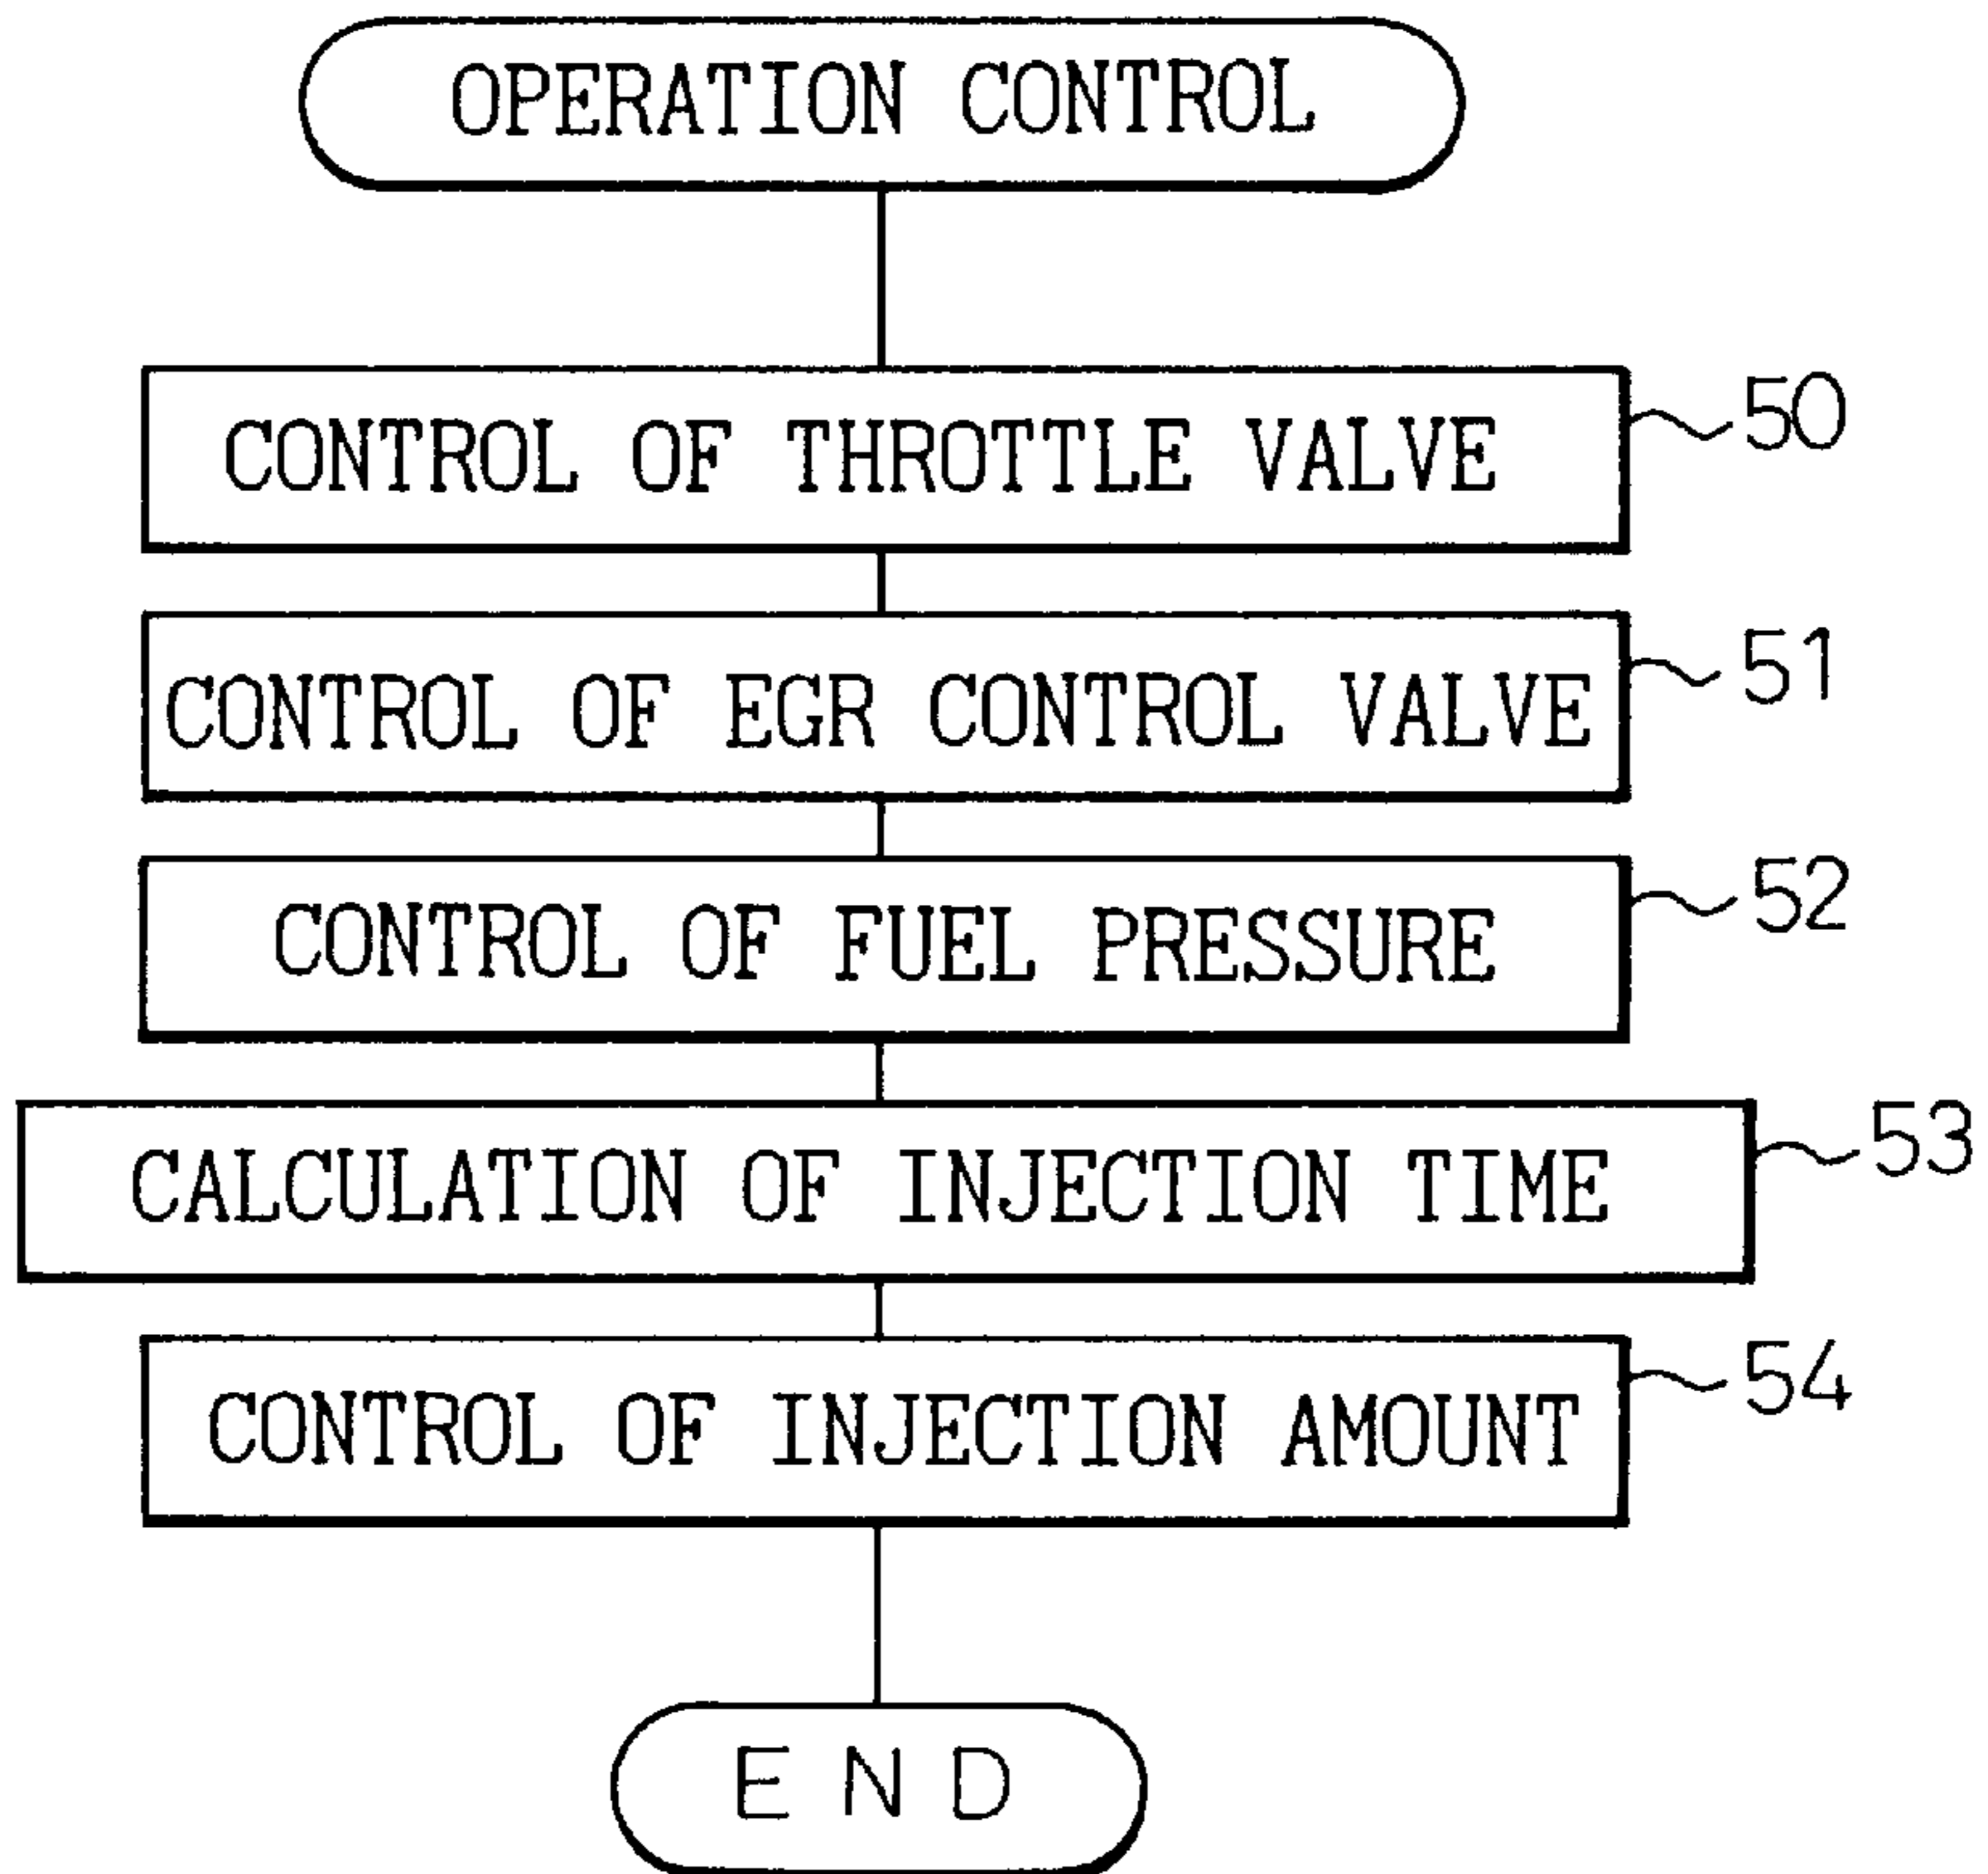 OPERATION CONTROL
CONTROL OF THROTTLE VALVE
50
CONTROL OF EGR CONTROL VALVE
51
CONTROL OF FUEL PRESSURE
52
CALCULATION OF INJECTION TIME
53
CONTROL OF INJECTION AMOUNT
54
END